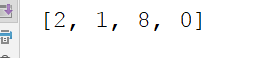 [2, 1, 8, 0]